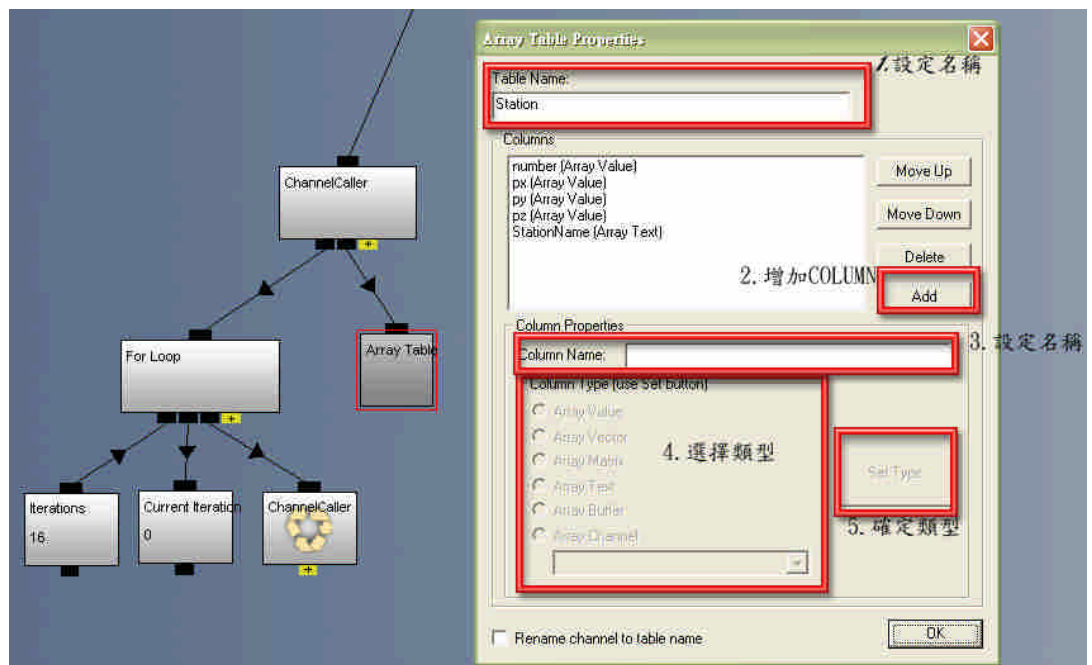 Array Table Properties
1.設定名稱
Table Name:
Station
Columns
number (Array Value)
px (Array Value)
py (Array Value)
pz (Array Value)
StationName (Array Text)
Move Up
Move Down
Delete
2.增加COLUMN
Add
Column Properties
Column Name:
3.設定名稱
Column Type (use Set button)
Array Value
Array Vector
Array Matrix
Array Text
Array Buffer
Array Channel
4.選擇類型
Set Type
5.確定類型
Rename channel to table name
OK
ChannelCaller
+
For Loop
+
Array Table
Iterations
16
Current Iteration
0
ChannelCaller
+